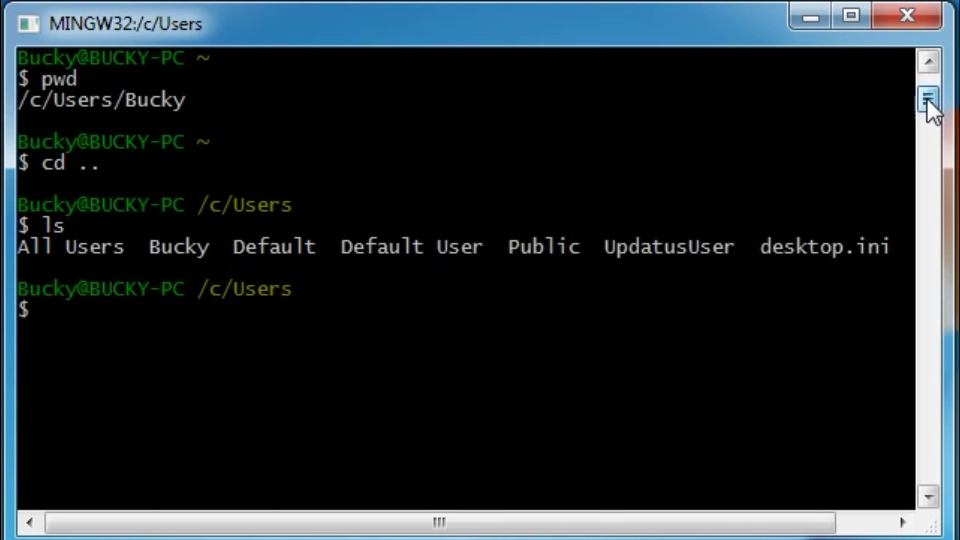 MINGW32:/c/Users
Bucky@BUCKY-PC ~
$ pwd
/c/Users/Bucky
Bucky@BUCKY-PC ~
$ cd ..
Bucky@BUCKY-PC /c/Users
$ ls
All Users  Bucky  Default  Default User  Public  UpdatusUser  desktop.ini
Bucky@BUCKY-PC /c/Users
$